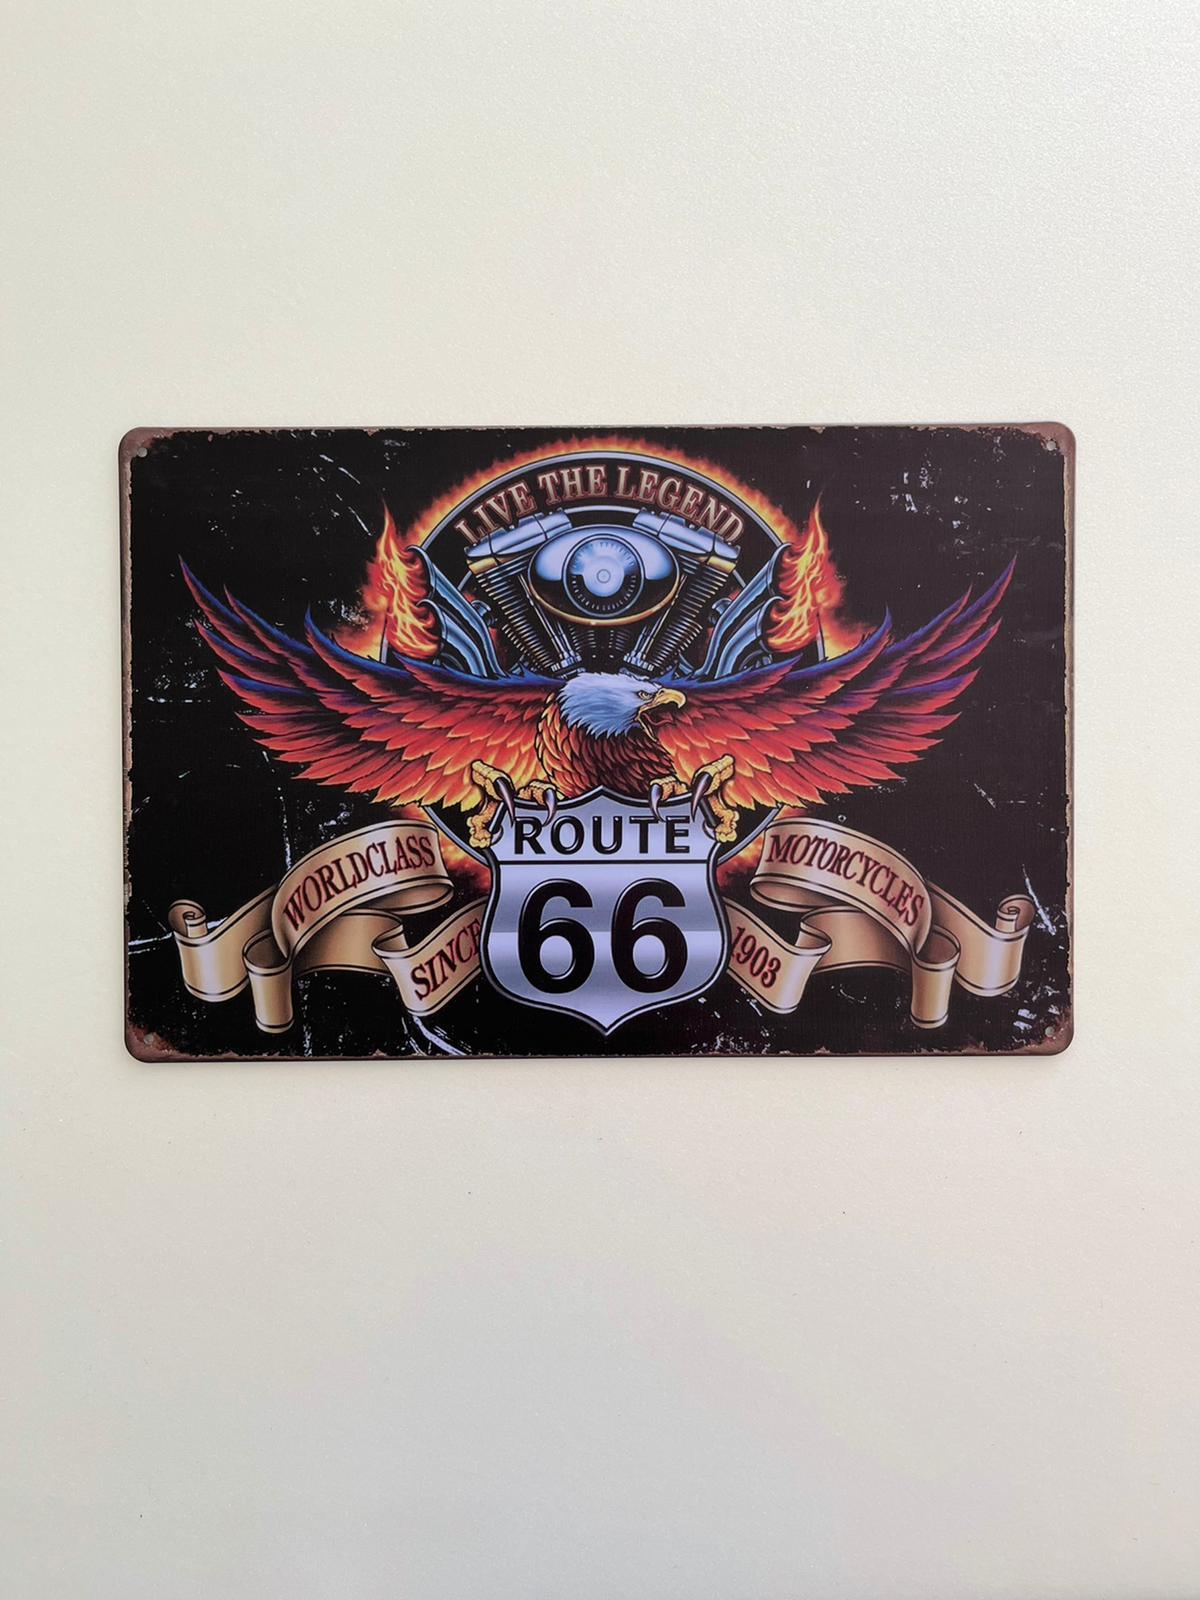 LIVE THE LEGEND
ROUTE
66
WORLDCLASS
MOTORCYCLES
SINCE
1903